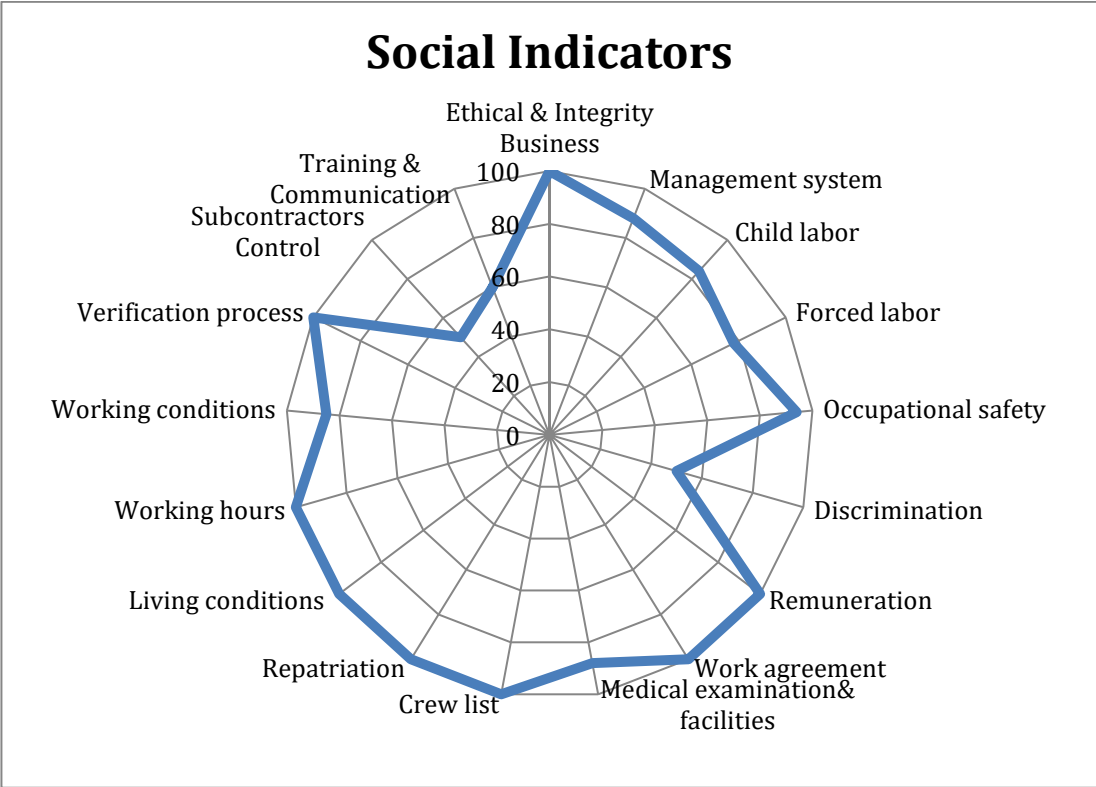 Social Indicators
Ethical & Integrity
Business
Management system
Child labor
Forced labor
Occupational safety
Discrimination
Remuneration
Work agreement
Medical examination&
facilities
Crew list
Repatriation
Living conditions
Working hours
Working conditions
Verification process
Subcontractors
Control
Training &
Communication
100
80
60
40
20
0